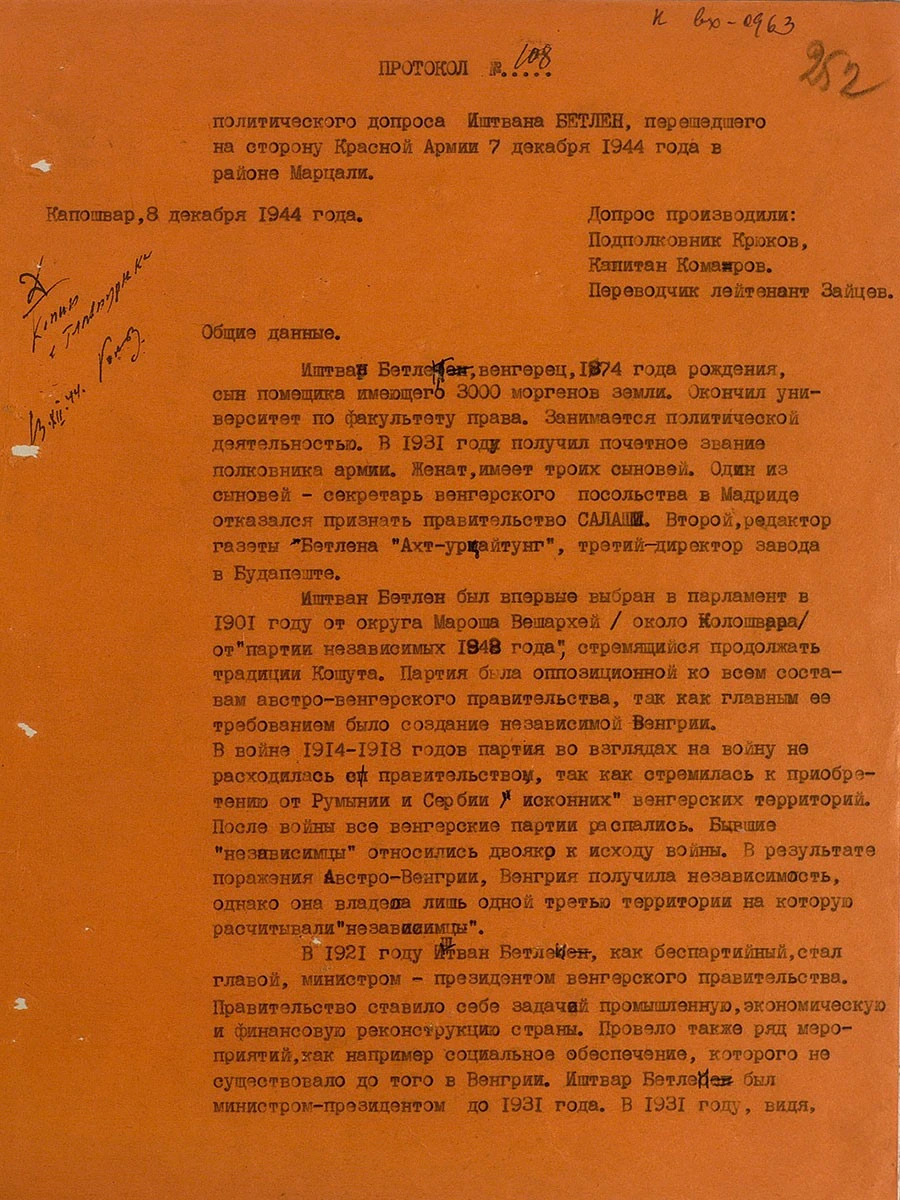 к вх-0963
252
ПРОТОКОЛ №.108....
политического допроса Иштвана БЕТЛЕН, перешедшего
на сторону Красной Армии 7 декабря 1944 года в
районе Марцали.
Капошвар,8 декабря 1944 года.
Допрос производили:
Подполковник Крюков,
Капитан Комаров.
Переводчик лейтенант Зайцев.
13.XII.44.
Общие данные.
Иштван Бетлен,венгерец,1874 года рождения,
сын помещика имеющего 3000 моргенов земли. Окончил уни-
верситет по факультету права. Занимается политической
деятельностью. В 1931 году получил почетное звание
полковника армии. Женат,имеет троих сыновей. Один из
сыновей - секретарь венгерского посольства в Мадриде
отказался признать правительство САЛАШИ. Второй,редактор
газеты "Бетлена "Ахт-урцайтунг", третий-директор завода
в Будапеште.
Иштван Бетлен был впервые выбран в парламент в
1901 году от округа Мароша Вешархей / около Колошвара/
от"партии независимых 1848 года", стремящийся продолжать
традиции Кошута. Партия была оппозиционной ко всем соста-
вам австро-венгерского правительства, так как главным ее
требованием было создание независимой Венгрии.
В войне 1914-1918 годов партия во взглядах на войну не
расходилась с правительством, так как стремилась к приобре-
тению от Румынии и Сербии " исконних" венгерских территорий.
После войны все венгерские партии распались. Бывшие
"независимцы" относились двояко к исходу войны. В результате
поражения Австро-Венгрии, Венгрия получила независимость,
однако она владела лишь одной третью территории на которую
расчитывали"независимцы".
В 1921 году Иштван Бетлен, как беспартийный,стал
главой, министром - президентом венгерского правительства.
Правительство ставило себе задачей промышленную,экономическую
и финансовую реконструкцию страны. Провело также ряд меро-
приятий,как например социальное обеспечение, которого не
существовало до того в Венгрии. Иштвар Бетлен был
министром-президентом до 1931 года. В 1931 году, видя,